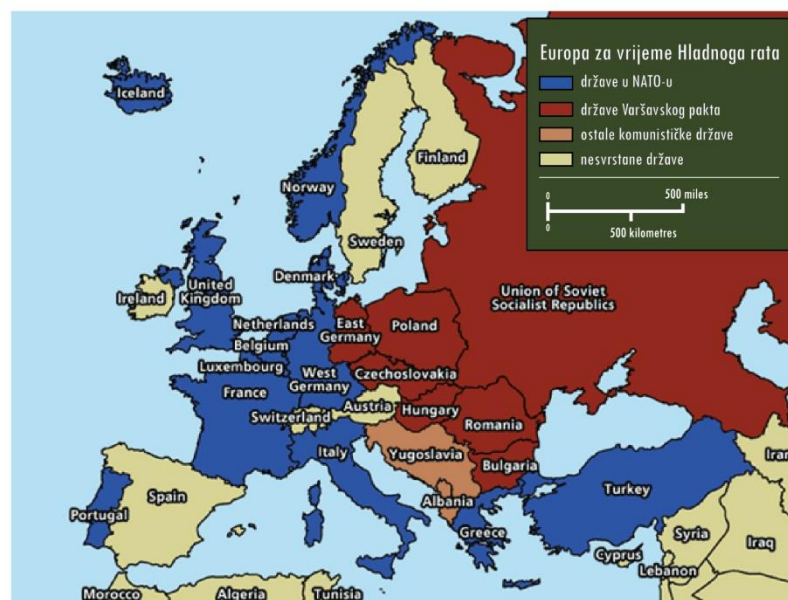 Europa za vrijeme Hladnoga rata
države u NATO-u
države Varšavskog pakta
ostale komunističke države
nesvrstane države
0
500 miles
0
500 kilometres
Iceland
Finland
Norway
Sweden
Denmark
Ireland
United
Kingdom
Union of Soviet
Socialist Republics
Netherlands
East
Germany
Poland
Belgium
Luxembourg
West
Germany
Czechoslovakia
France
Austria
Switzerland
Hungary
Romania
Italy
Yugoslavia
Bulgaria
Spain
Portugal
Albania
Turkey
Greece
Iran
Syria
Iraq
Cyprus
Lebanon
Morocco
Algeria
Tunisia